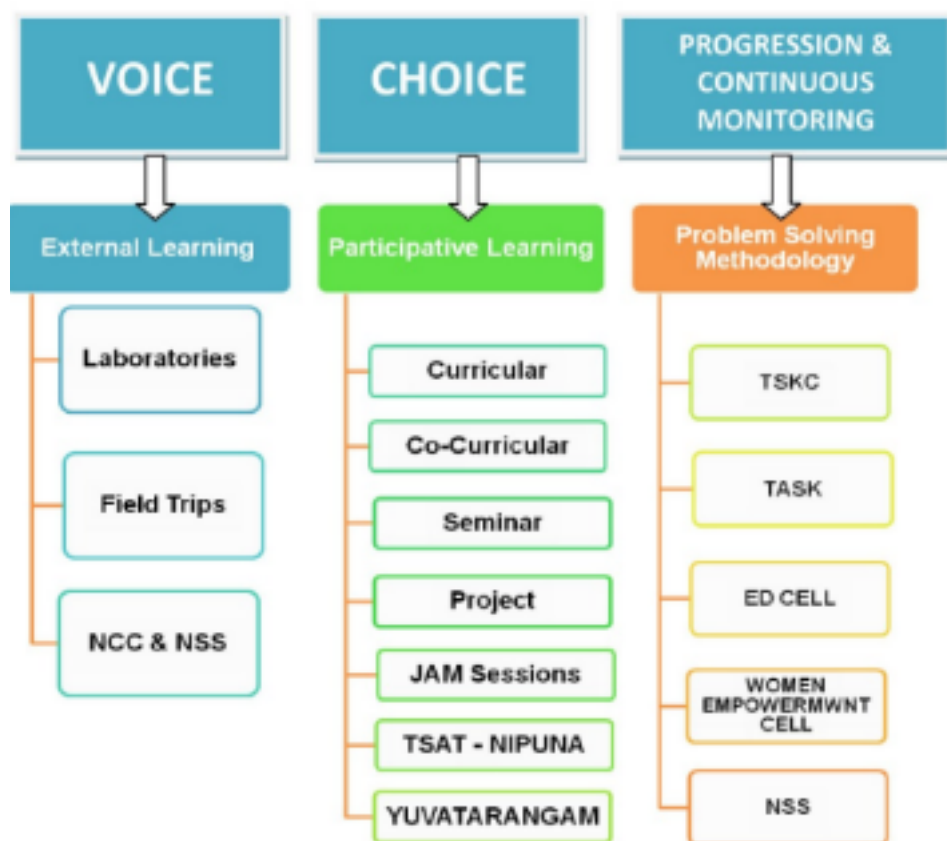 VOICE
External Learning
Laboratories
Field Trips
NCC & NSS
CHOICE
Participative Learning
Curricular
Co-Curricular
Seminar
Project
JAM Sessions
TSAT - NIPUNA
YUVATARANGAM
PROGRESSION &
CONTINUOUS
MONITORING
Problem Solving
Methodology
TSKC
TASK
ED CELL
WOMEN
EMPOWERMWNT
CELL
NSS